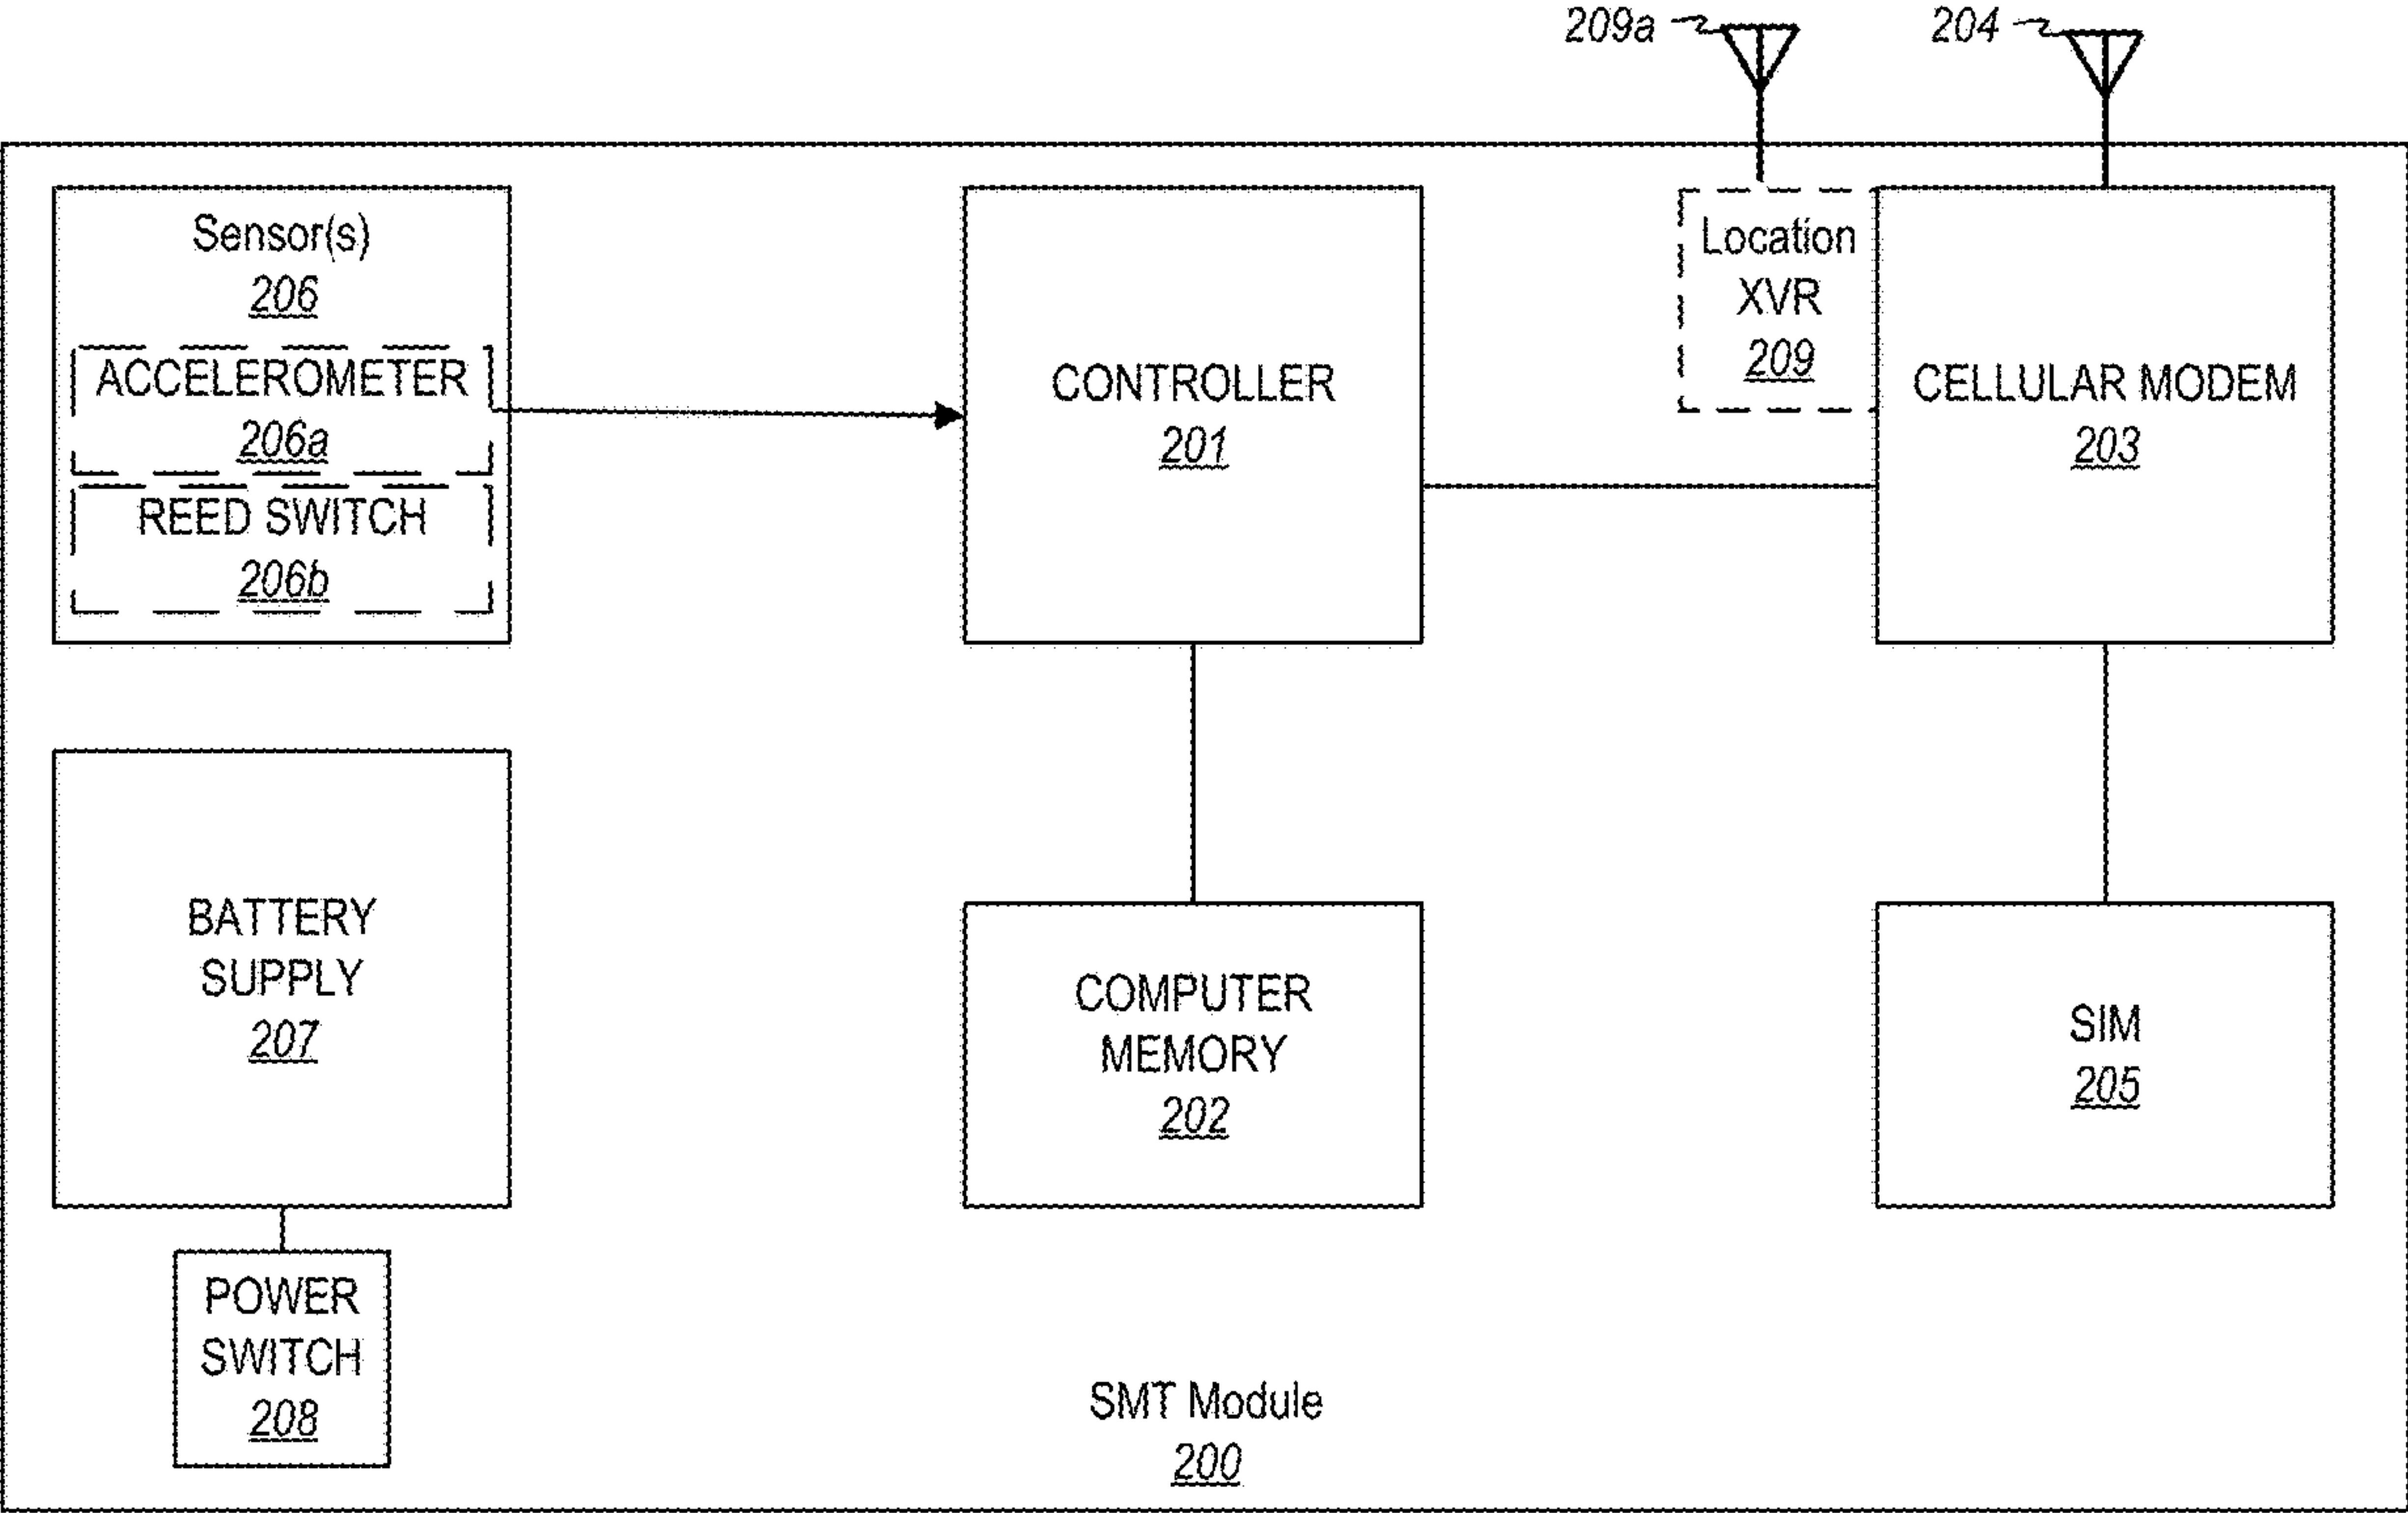 209a
204
Sensor(s)
206
ACCELEROMETER
206a
REED SWITCH
206b
CONTROLLER
201
Location
XVR
209
CELLULAR MODEM
203
BATTERY
SUPPLY
207
COMPUTER
MEMORY
202
SIM
205
POWER
SWITCH
208
SMT Module
200